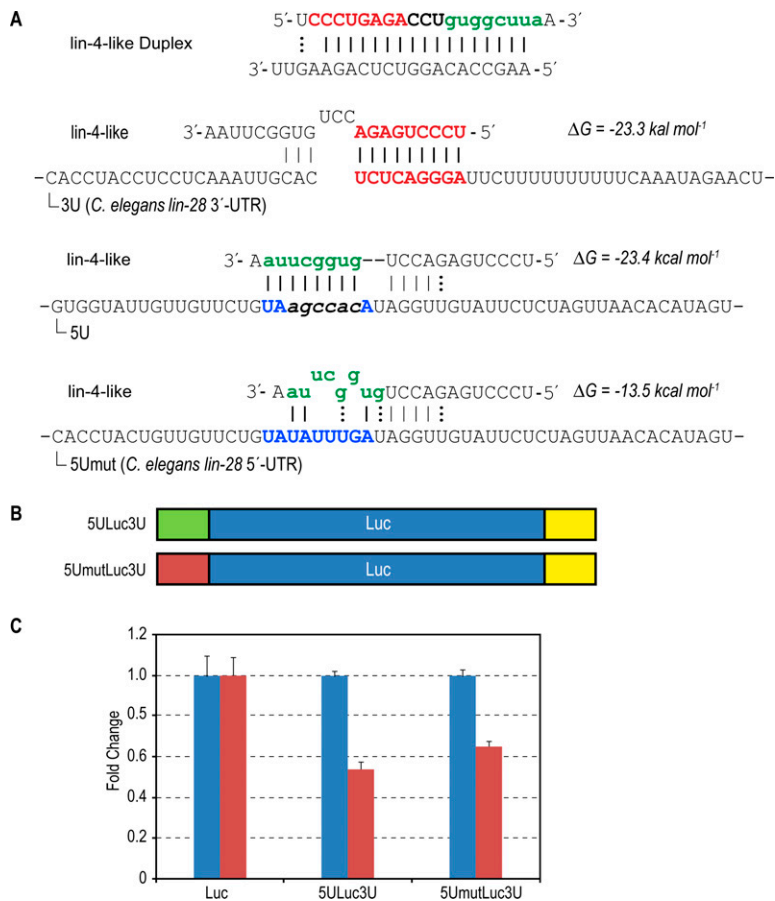 A
5´- UCCCUGAGACCUguggcuuaA-3´
lin-4-like Duplex
3´-UUGAAGACUCUGGACACCGAA-5´
UCC
lin-4-like 3´-AAUUCGGUG AGAGUCCCU - 5´ ΔG = -23.3 kal mol-1
–CACCUACCUCCUCAAAUUGCAC UCUCAGGGAUUCUUUUUUUUUUCAAAUAGAACU–
3U (C. elegans lin-28 3´-UTR)
lin-4-like 3´- Aauucggug--UCCAGAGUCCCU-5´ ΔG = -23.4 kcal mol-1
–GUGGUAUUGUUGUUCUGUAagccacAUAGGUUGUAUUCUCUAGUUAACACAUAGU–
5U
uc g
lin-4-like 3´- Aau g ugUCCAGAGUCCCU-5´ ΔG = -13.5 kcal mol-1
–CACCUACUGUUGUUCUGUAUAUUUGAUAGGUUGUAUUCUCUAGUUAACACAUAGU–
5Umut (C. elegans lin-28 5´-UTR)
B
5ULuc3U Luc
5UmutLuc3U Luc
C
Fold Change
1.2
1.0
0.5
0.6
0.4
0.2
0
Luc 5ULuc3U 5UmutLuc3U